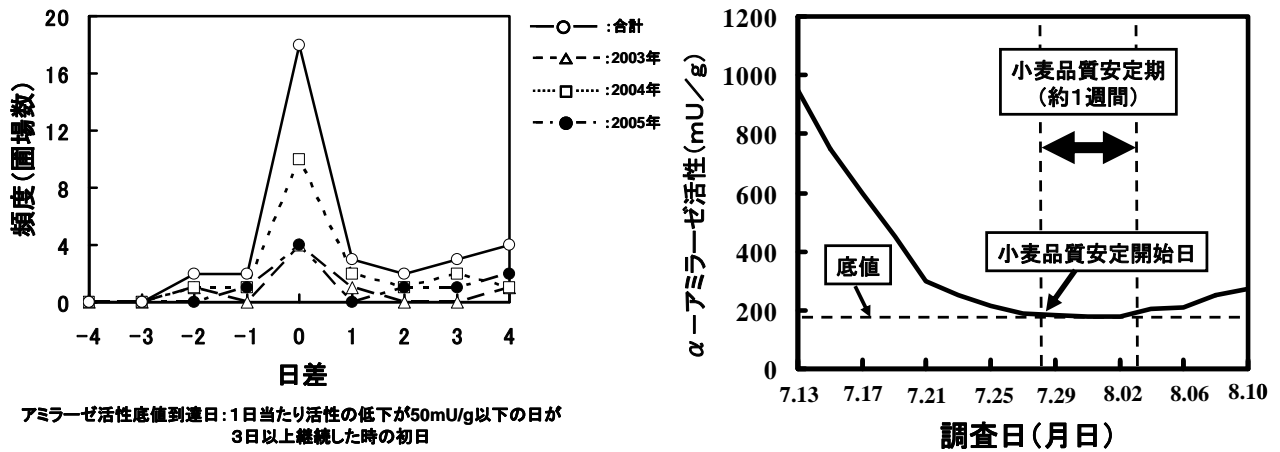 20
16
12
8
4
0
頻度(圃場数)
-4 -3 -2 -1 0 1 2 3 4
日差
:合計
:2003年
:2004年
:2005年
アミラーゼ活性底値到達日:1日当たり活性の低下が50mU/g以下の日が
3日以上継続した時の初日
1200
1000
800
600
400
200
0
α-アミラーゼ活性(mU/g)
小麦品質安定期
(約1週間)
小麦品質安定開始日
底値
7.13 7.17 7.21 7.25 7.29 8.02 8.06 8.10
調査日(月日)